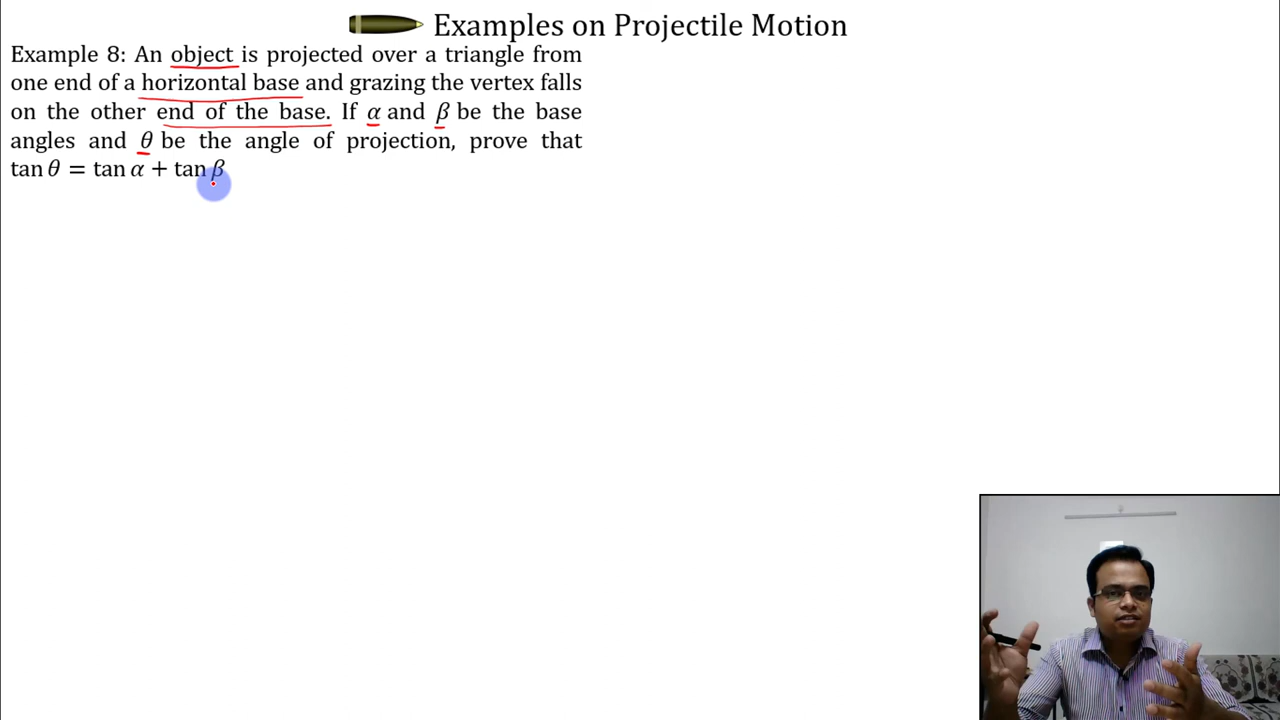 Examples on Projectile Motion
Example 8: An object is projected over a triangle from
one end of a horizontal base and grazing the vertex falls
on the other end of the base. If α and β be the base
angles and θ be the angle of projection, prove that
tan θ = tan α + tan β